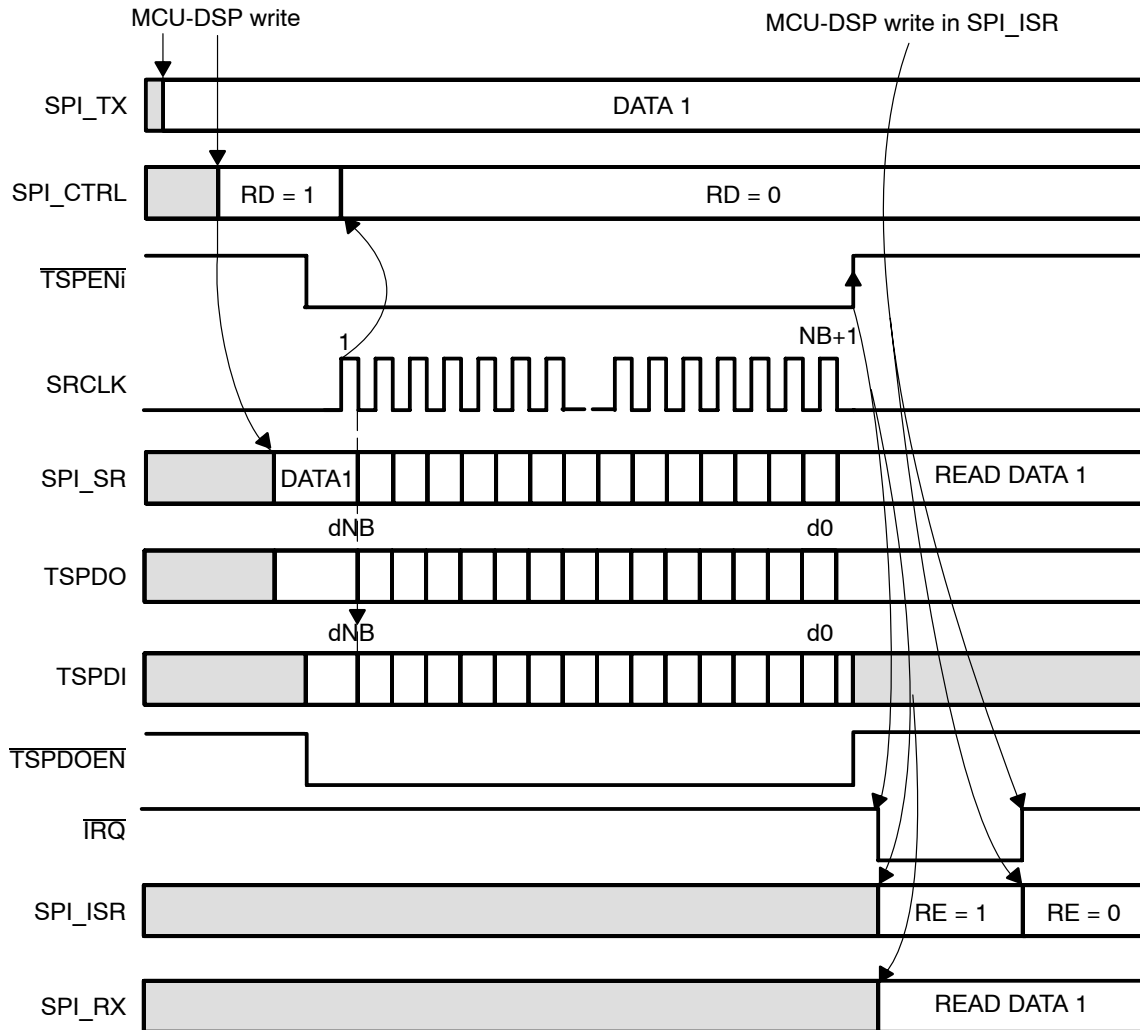 MCU-DSP write
MCU-DSP write in SPI_ISR
SPI_TX
DATA 1
SPI_CTRL
RD = 1
RD = 0
TSPENi
1
NB+1
SRCLK
SPI_SR
DATA1
READ DATA 1
dNB
d0
TSPDO
dNB
d0
TSPDI
TSPDOEN
IRQ
SPI_ISR
RE = 1
RE = 0
SPI_RX
READ DATA 1